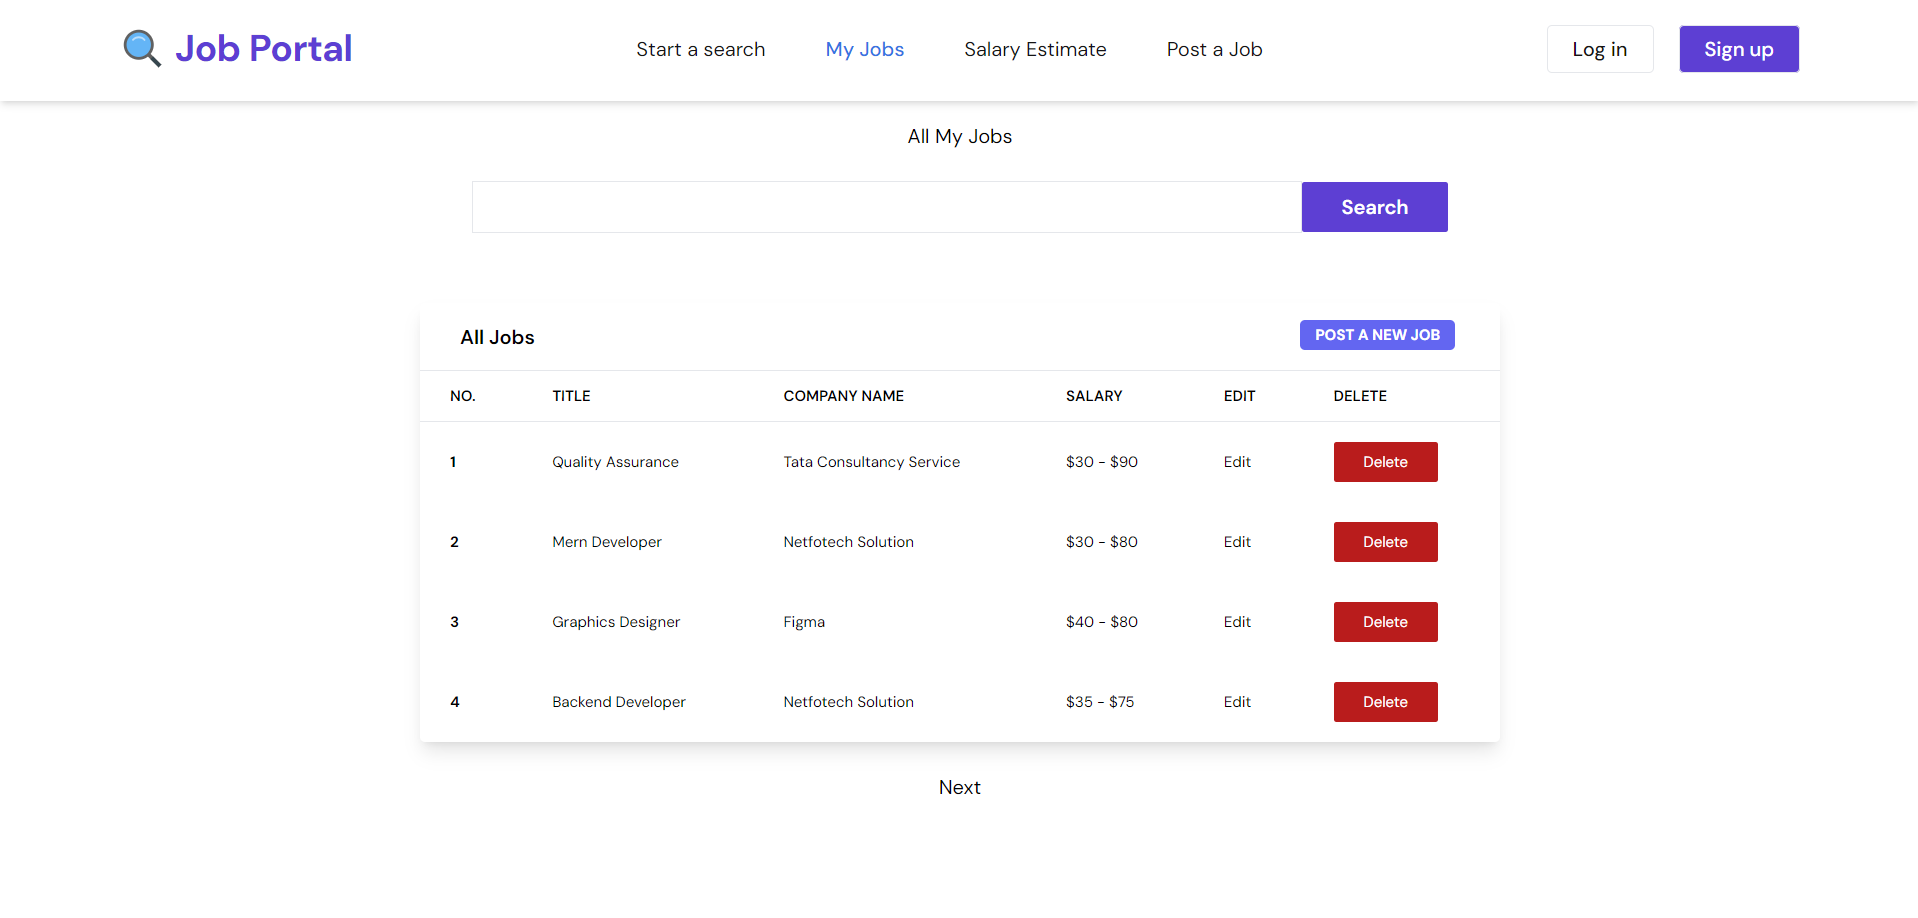 Job Portal
Start a search My Jobs Salary Estimate Post a Job
Log in Sign up
All My Jobs
Search
All Jobs POST A NEW JOB
NO. TITLE COMPANY NAME SALARY EDIT DELETE
1 Quality Assurance Tata Consultancy Service $30 - $90 Edit Delete
2 Mern Developer Netfotech Solution $30 - $80 Edit Delete
3 Graphics Designer Figma $40 - $80 Edit Delete
4 Backend Developer Netfotech Solution $35 - $75 Edit Delete
Next